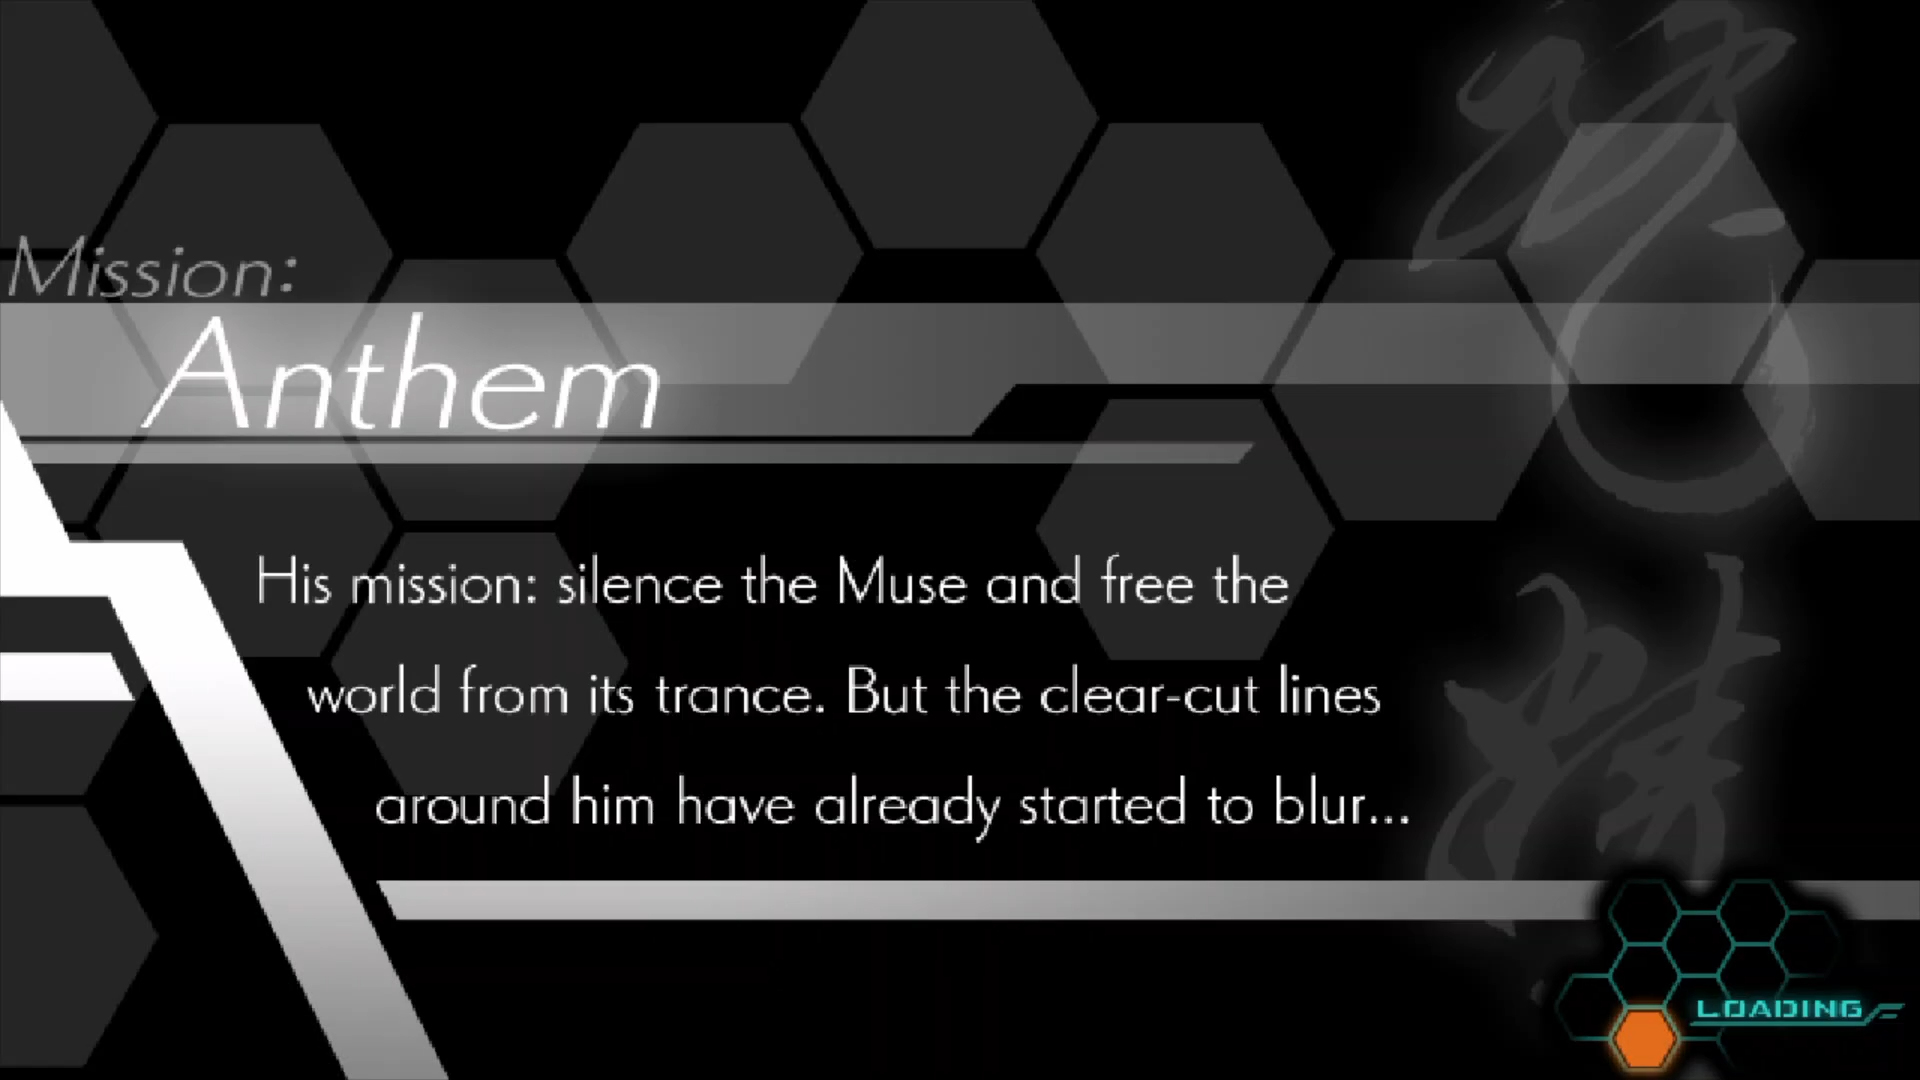 Mission:
Anthem
His mission: silence the Muse and free the
world from its trance. But the clear-cut lines
around him have already started to blur...
LOADING